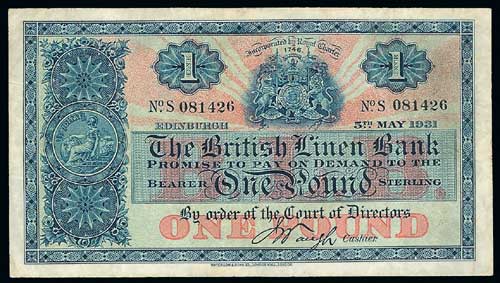 Incorporated by Royal Charter
1746
1 1
No S 081426 No S 081426
EDINBURGH 5TH MAY 1931
The British Linen Bank
PROMISE TO PAY ON DEMAND TO THE
BEARER One Pound STERLING
By order of the Court of Directors
ONE POUND
Cashier.